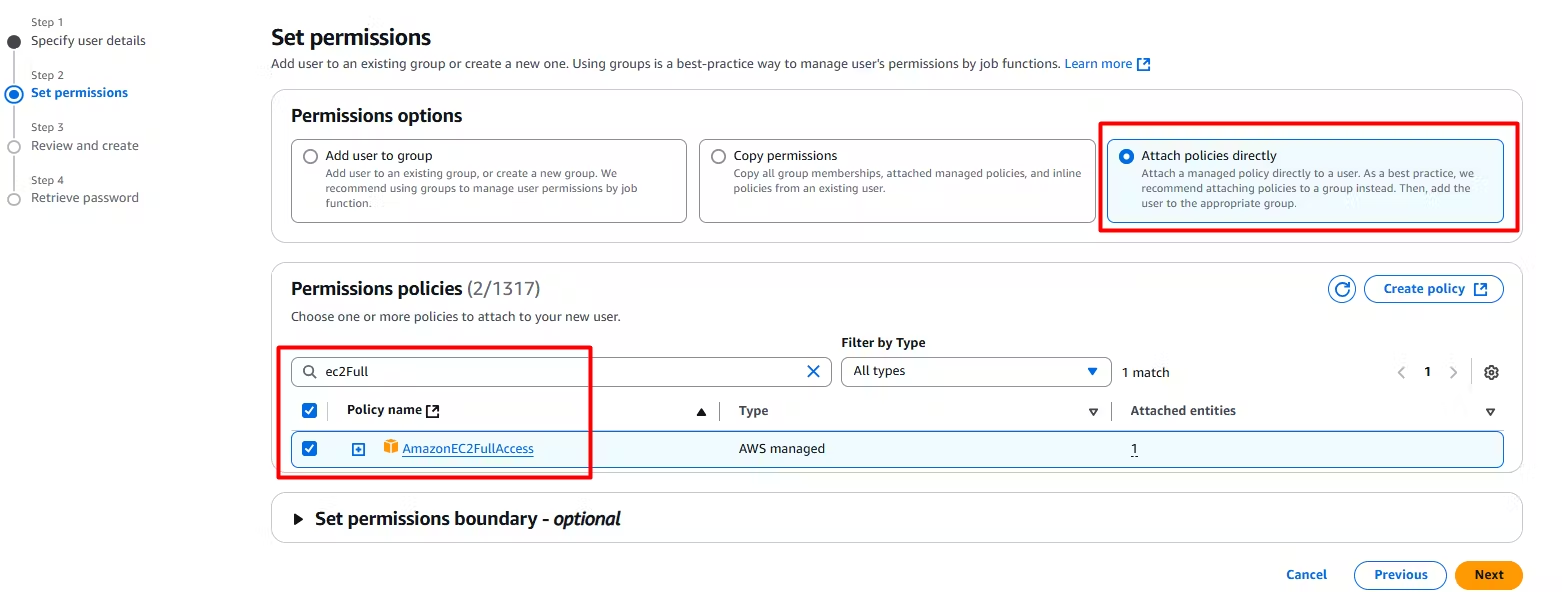 Step 1
Specify user details
Step 2
Set permissions
Step 3
Review and create
Step 4
Retrieve password
Set permissions
Add user to an existing group or create a new one. Using groups is a best-practice way to manage user's permissions by job functions. Learn more
Permissions options
Add user to group
Add user to an existing group, or create a new group. We
recommend using groups to manage user permissions by job
function.
Copy permissions
Copy all group memberships, attached managed policies, and inline
policies from an existing user.
Attach policies directly
Attach a managed policy directly to a user. As a best practice, we
recommend attaching policies to a group instead. Then, add the
user to the appropriate group.
Permissions policies (2/1317)
Create policy
Choose one or more policies to attach to your new user.
Filter by Type
ec2Full
All types
1 match
1
Policy name
Type
Attached entities
AmazonEC2FullAccess
AWS managed
1
Set permissions boundary - optional
Cancel
Previous
Next